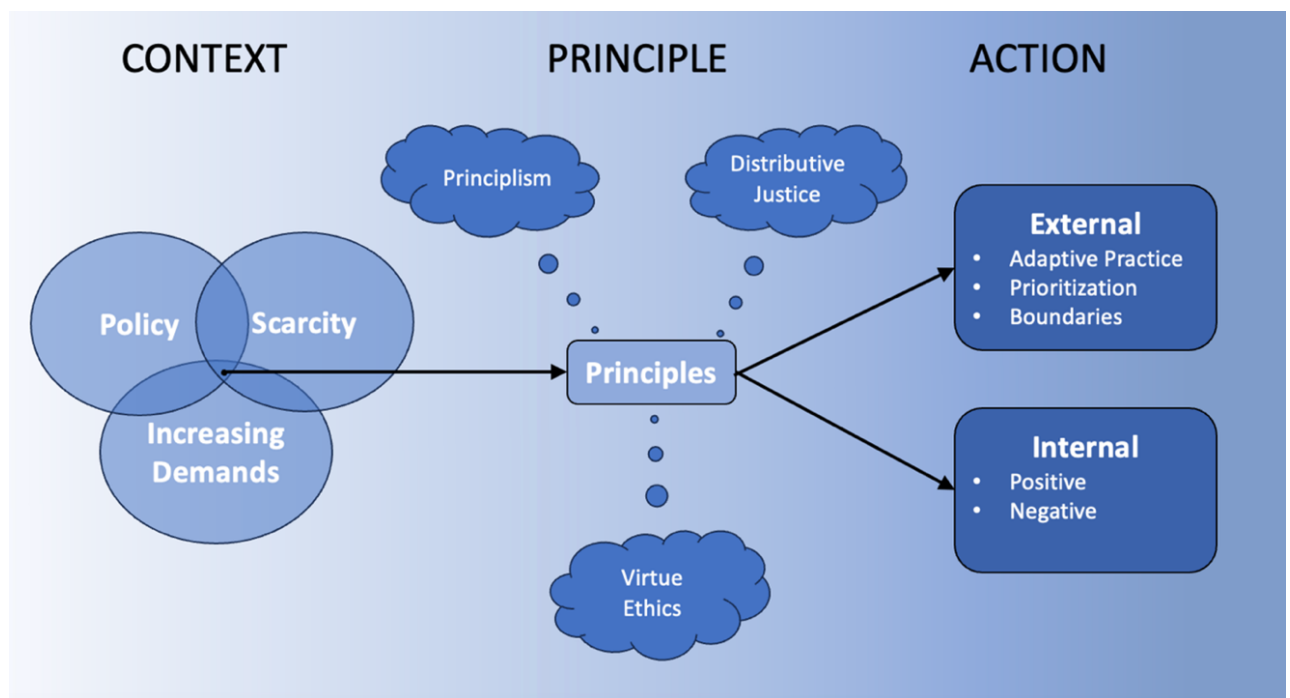 CONTEXT
PRINCIPLE
ACTION
Principlism
Distributive
Justice
Policy
Scarcity
Increasing
Demands
Principles
Virtue
Ethics
External
• Adaptive Practice
• Prioritization
• Boundaries
Internal
• Positive
• Negative